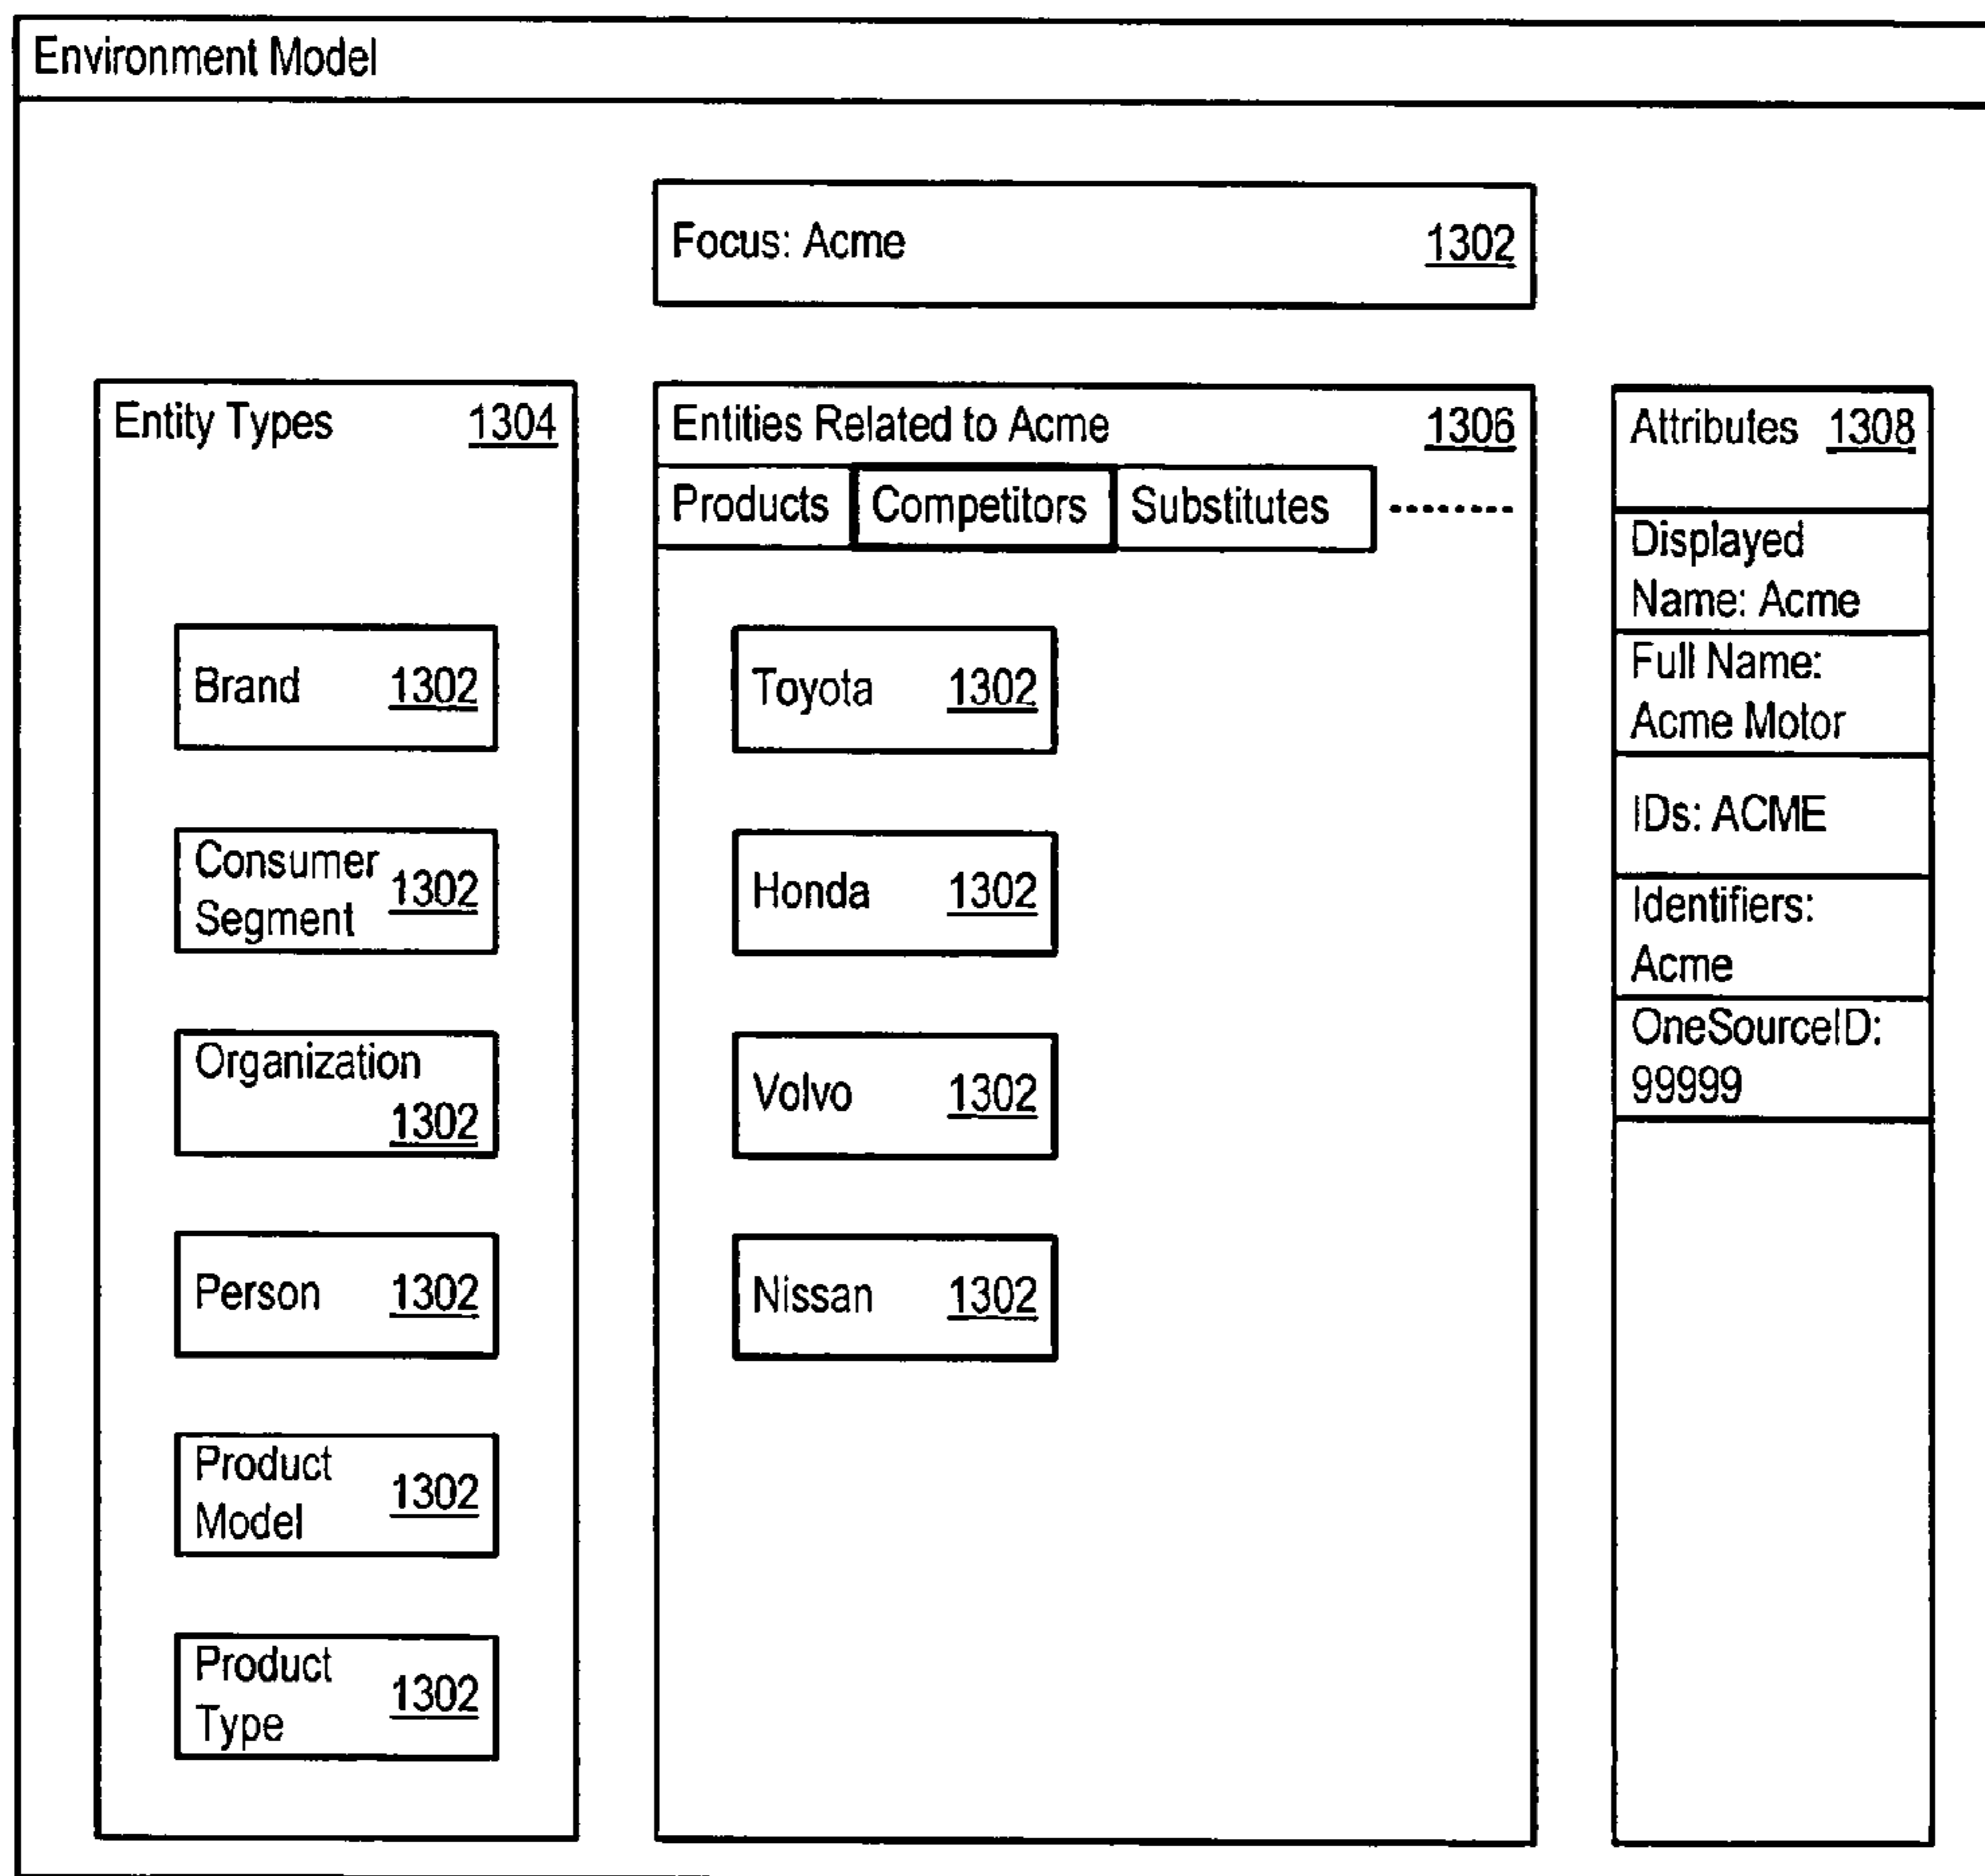 Environment Model
Focus: Acme 1302
Entity Types 1304
Brand 1302
Consumer
Segment 1302
Organization
1302
Person 1302
Product
Model 1302
Product
Type 1302
Entities Related to Acme 1306
Products Competitors Substitutes ........
Toyota 1302
Honda 1302
Volvo 1302
Nissan 1302
Attributes 1308
Displayed
Name: Acme
Full Name:
Acme Motor
IDs: ACME
Identifiers:
Acme
OneSourceID:
99999